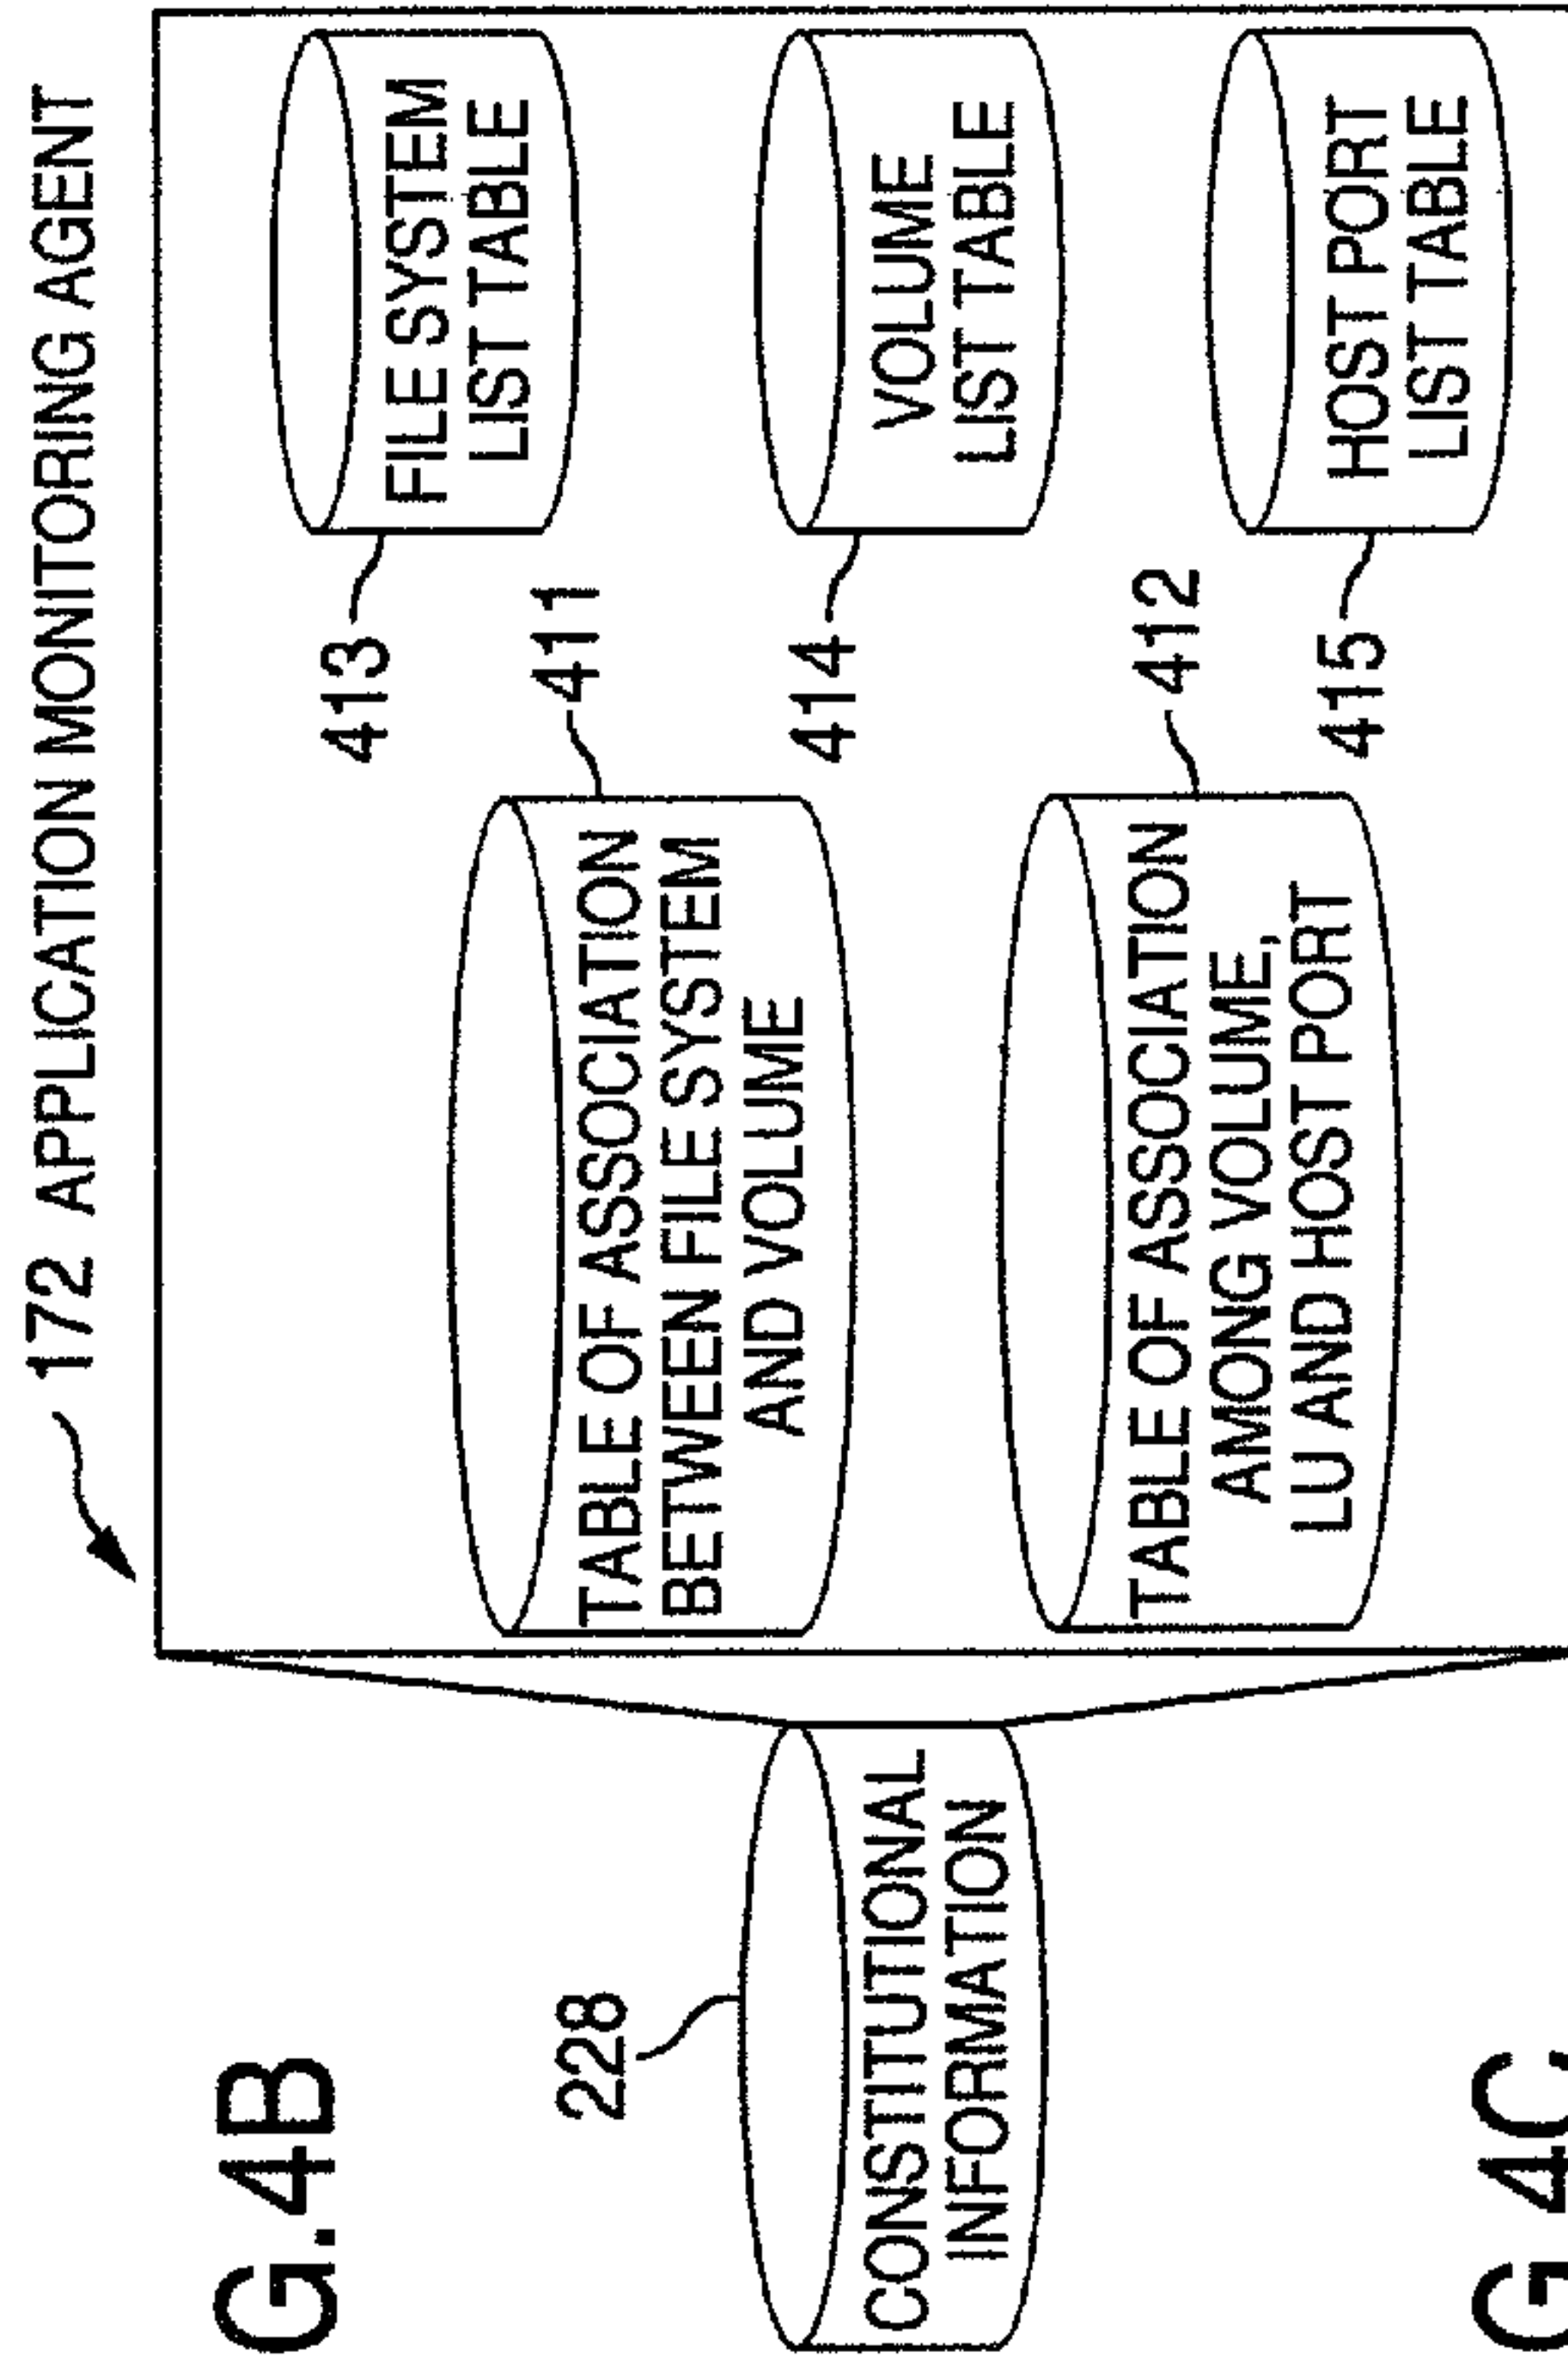 G.4B
172 APPLICATION MONITORING AGENT
228
CONSTITUTIONAL
INFORMATION
411
TABLE OF ASSOCIATION
BETWEEN FILE SYSTEM
AND VOLUME
413
FILE SYSTEM
LIST TABLE
414
VOLUME
LIST TABLE
412
TABLE OF ASSOCIATION
AMONG VOLUME,
LU AND HOST PORT
415
HOST PORT
LIST TABLE
G.4C